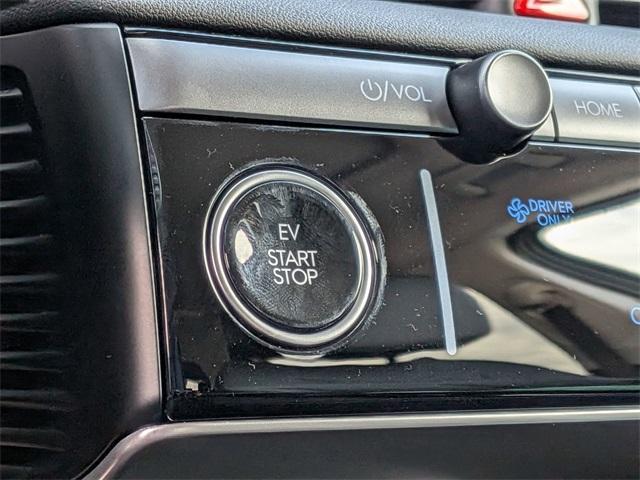 /VOL
HOME
EV
START
STOP
DRIVER
ONLY